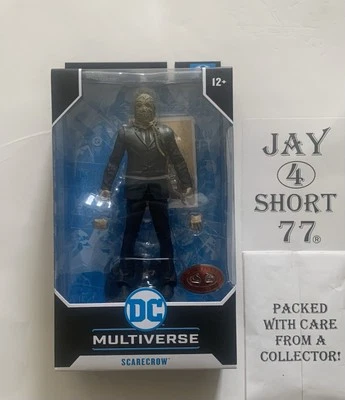 12+
DC
MULTIVERSE
SCARECROW
JAY
4
SHORT
77®
PACKED
WITH CARE
FROM A
COLLECTOR!